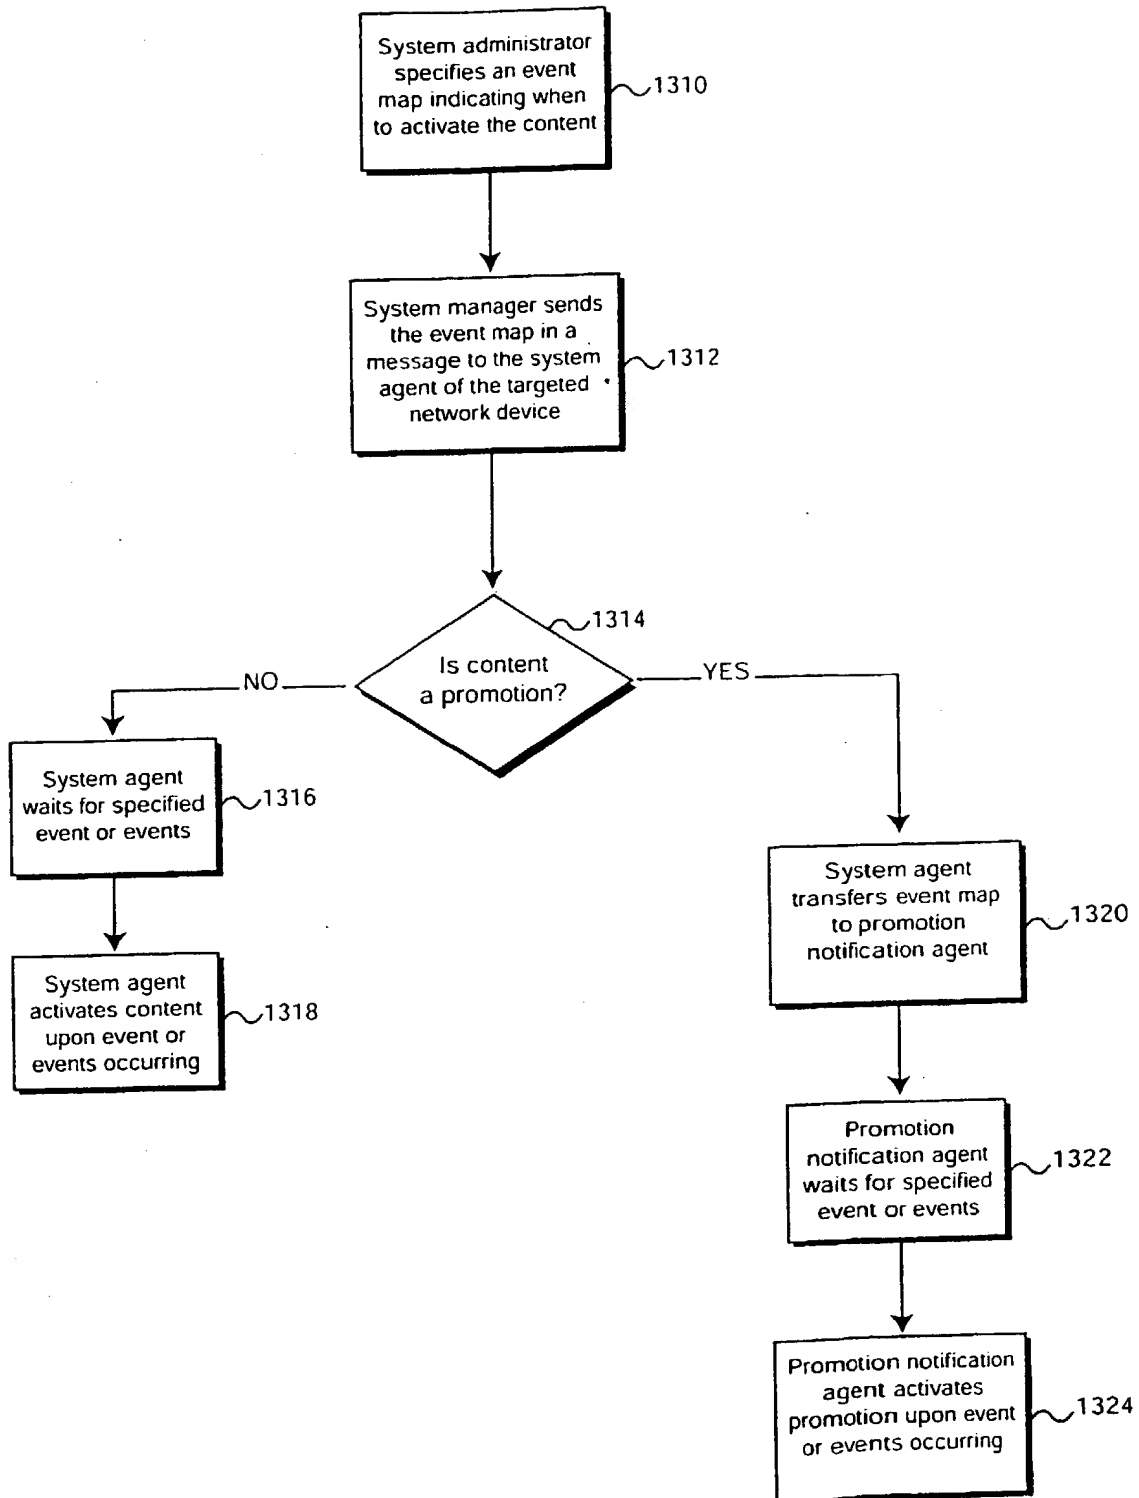 System administrator
specifies an event
map indicating when
to activate the content
1310
System manager sends
the event map in a
message to the system
agent of the targeted
network device
1312
1314
Is content
a promotion?
NO
YES
System agent
waits for specified
event or events
1316
System agent
activates content
upon event or
events occurring
1318
System agent
transfers event map
to promotion
notification agent
1320
Promotion
notification agent
waits for specified
event or events
1322
Promotion notification
agent activates
promotion upon event
or events occurring
1324